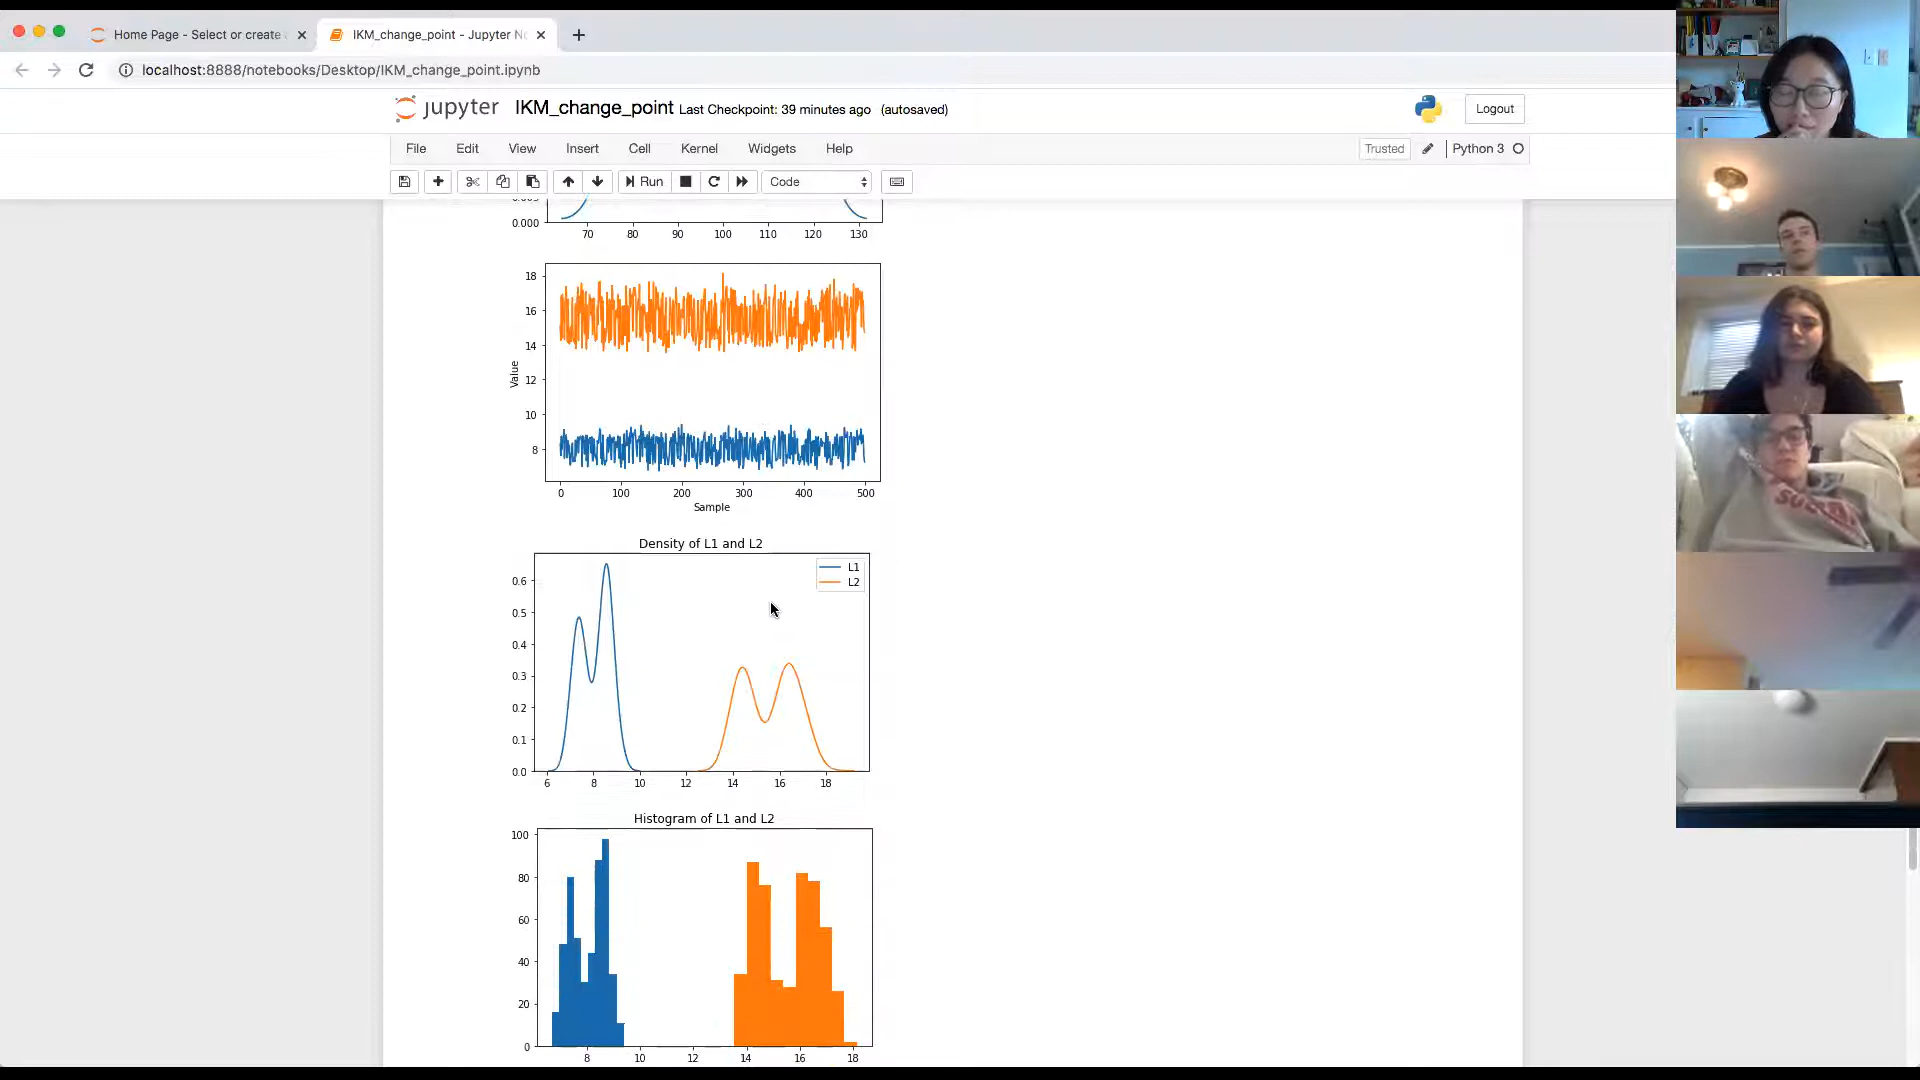 Home Page - Select or create
IKM_change_point - Jupyter No
localhost:8888/notebooks/Desktop/IKM_change_point.ipynb
jupyter IKM_change_point Last Checkpoint: 39 minutes ago (autosaved)
Logout
File Edit View Insert Cell Kernel Widgets Help
Trusted Python 3
Run Code
0.000
70 80 90 100 110 120 130
18
16
14
12
10
8
Value
0 100 200 300 400 500
Sample
Density of L1 and L2
L1
L2
0.6
0.5
0.4
0.3
0.2
0.1
0.0
6 8 10 12 14 16 18
Histogram of L1 and L2
100
80
60
40
20
0
8 10 12 14 16 18